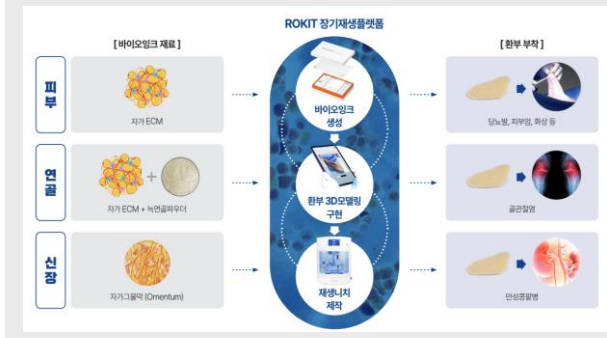 ROKIT 장기재생플랫폼
[ 바이오잉크 재료 ]
[ 환부 부착 ]
피부
자가 ECM
바이오잉크
생성
당뇨발, 피부암, 화상 등
연골
자가 ECM + 늑연골파우더
환부 3D모델링
구현
골관절염
신장
자가그물막 (Omentum)
재생니치
제작
만성콩팥병